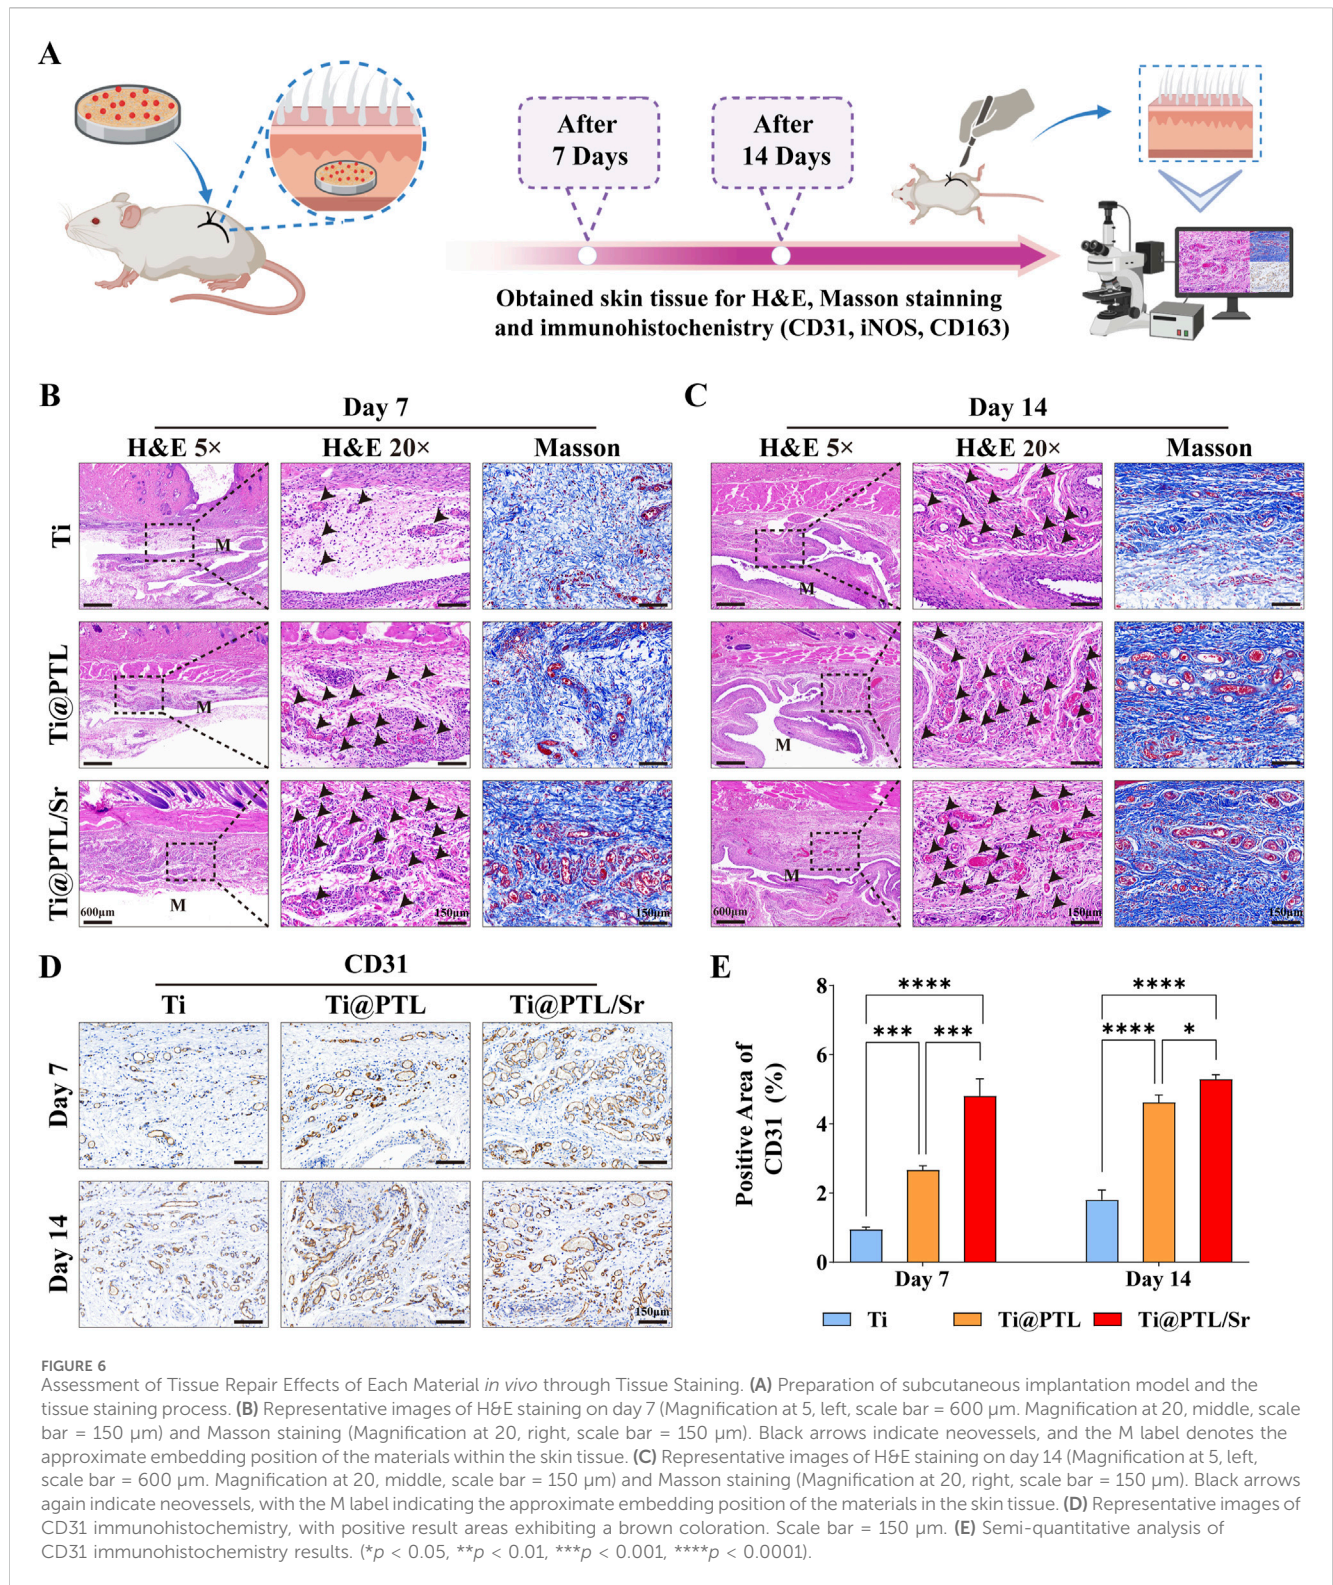 A
After
7 Days
After
14 Days
Obtained skin tissue for H&E, Masson stainning
and immunohistochenistry (CD31, iNOS, CD163)
B
Day 7
H&E 5×
H&E 20×
Masson
Ti
M
Ti@PTL
M
Ti@PTL/Sr
M
600μm
150μm
150μm
C
Day 14
H&E 5×
H&E 20×
Masson
M
M
M
600μm
150μm
150μm
D
CD31
Ti
Ti@PTL
Ti@PTL/Sr
Day 7
Day 14
150μm
E
Positive Area of
CD31 (%)
8
6
4
2
0
****
***
***
****
****
*
Day 7
Day 14
Ti
Ti@PTL
Ti@PTL/Sr
FIGURE 6
Assessment of Tissue Repair Effects of Each Material in vivo through Tissue Staining. (A) Preparation of subcutaneous implantation model and the
tissue staining process. (B) Representative images of H&E staining on day 7 (Magnification at 5, left, scale bar = 600 μm. Magnification at 20, middle, scale
bar = 150 μm) and Masson staining (Magnification at 20, right, scale bar = 150 μm). Black arrows indicate neovessels, and the M label denotes the
approximate embedding position of the materials within the skin tissue. (C) Representative images of H&E staining on day 14 (Magnification at 5, left,
scale bar = 600 μm. Magnification at 20, middle, scale bar = 150 μm) and Masson staining (Magnification at 20, right, scale bar = 150 μm). Black arrows
again indicate neovessels, with the M label indicating the approximate embedding position of the materials in the skin tissue. (D) Representative images of
CD31 immunohistochemistry, with positive result areas exhibiting a brown coloration. Scale bar = 150 μm. (E) Semi-quantitative analysis of
CD31 immunohistochemistry results. (*p < 0.05, **p < 0.01, ***p < 0.001, ****p < 0.0001).